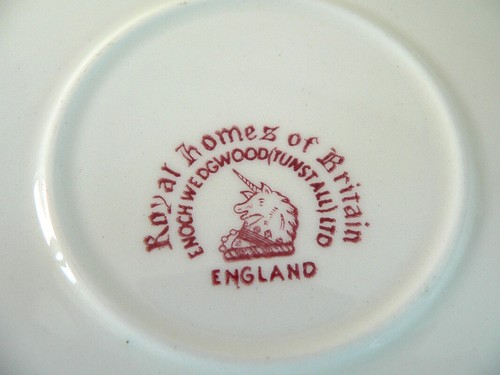 Royal homes of Britain
ENOCH WEDGWOOD (TUNSTALL) LTD
ENGLAND